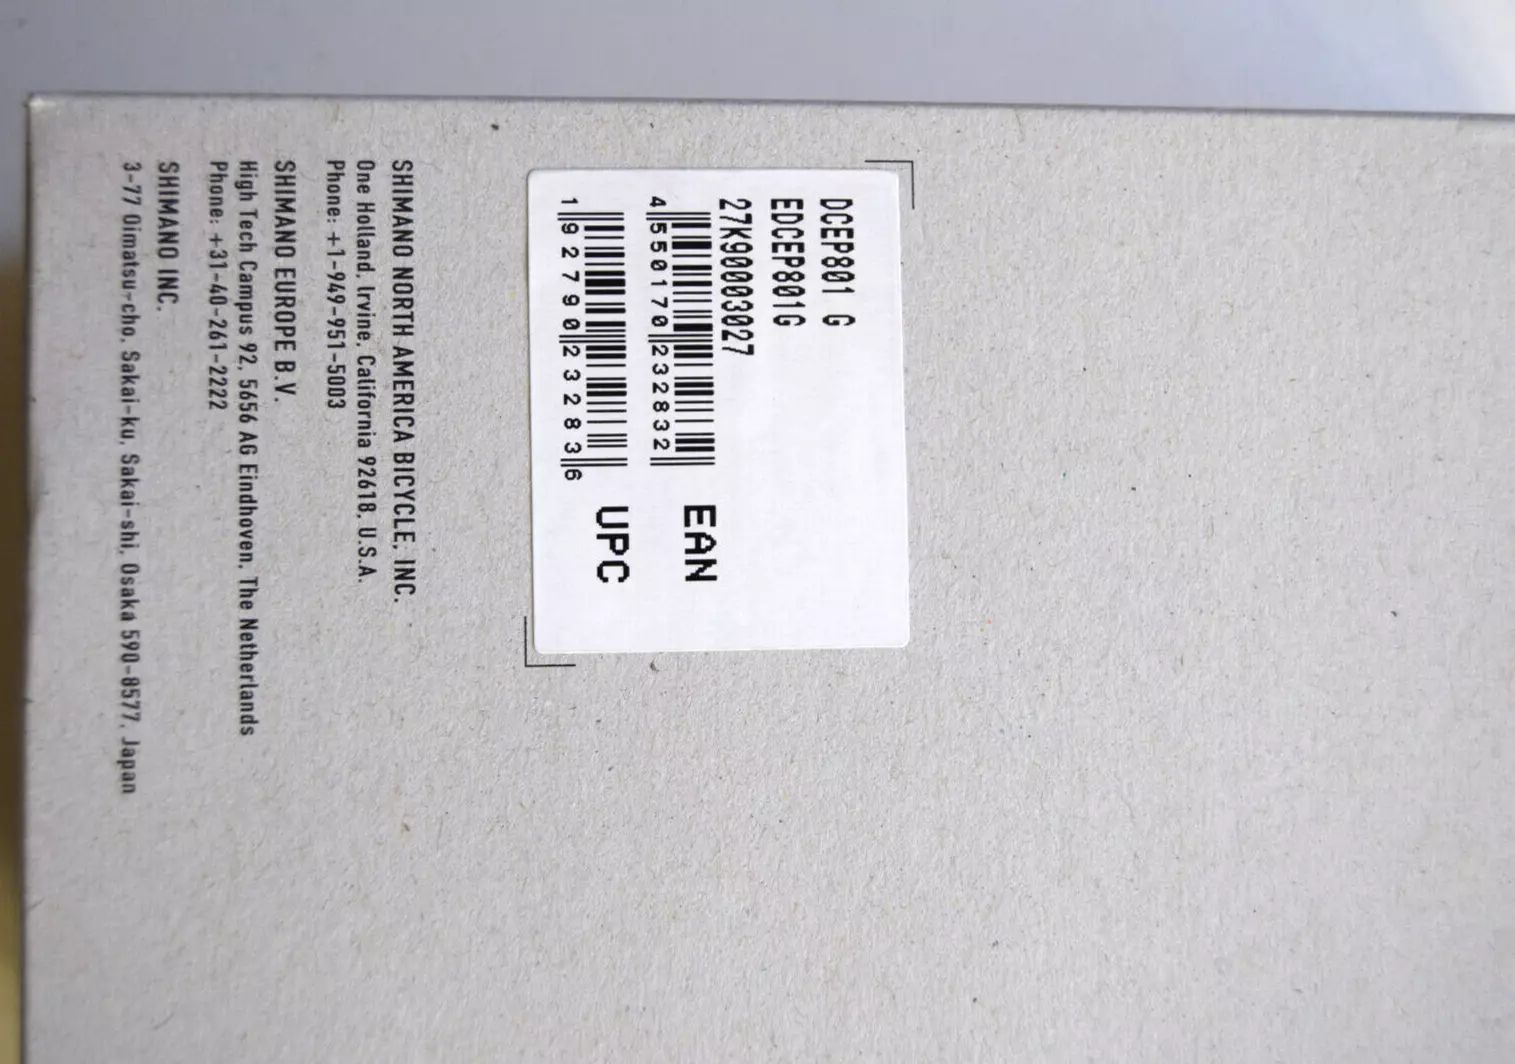 DCEP801 G
EDCEP801G
27K90003027
4 550170 232832
EAN
1 92790 23283 6
UPC
SHIMANO NORTH AMERICA BICYCLE, INC.
One Holland, Irvine, California 92618, U.S.A.
Phone: +1-949-951-5003
SHIMANO EUROPE B.V.
High Tech Campus 92, 5656 AG Eindhoven, The Netherlands
Phone: +31-40-261-2222
SHIMANO INC.
3-77 Oimatsu-cho, Sakai-ku, Sakai-shi, Osaka 590-8577, Japan